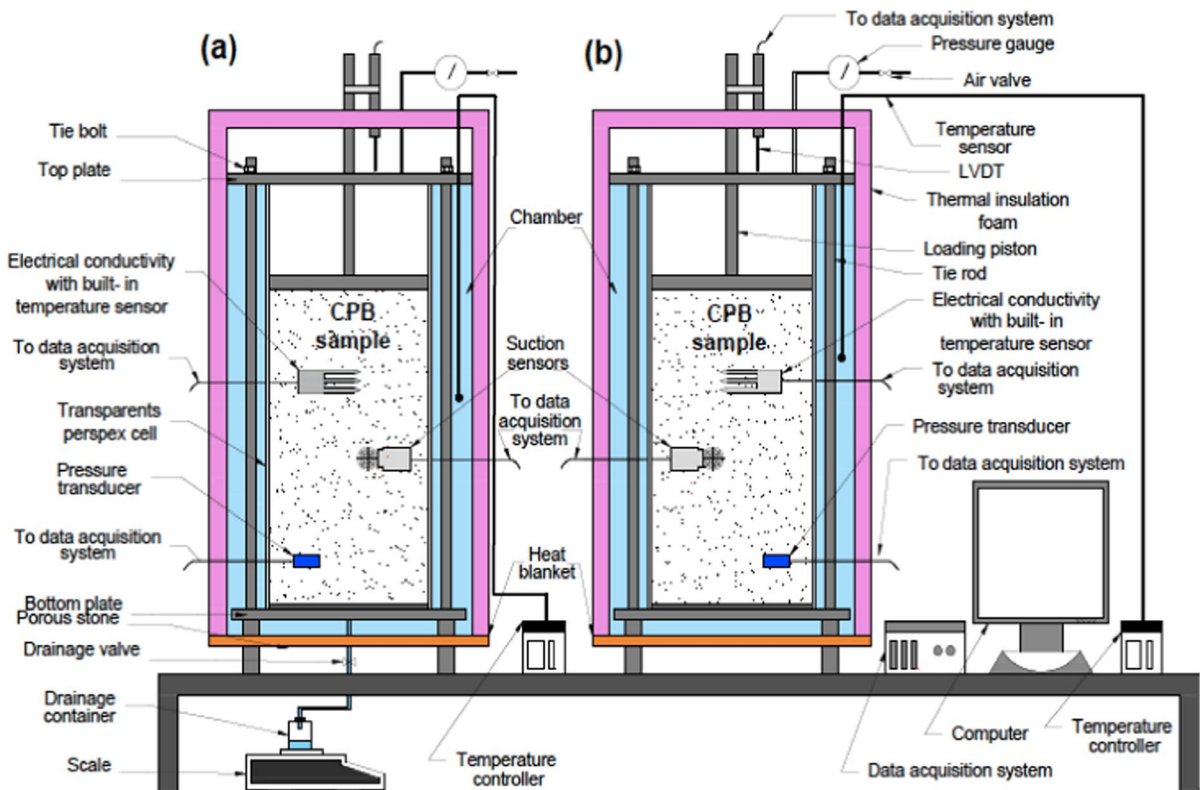 (a)
(b)
To data acquisition system
Pressure gauge
Air valve
Temperature
sensor
LVDT
Thermal insulation
foam
Loading piston
Tie rod
Electrical conductivity
with built- in
temperature sensor
To data acquisition
system
Pressure transducer
To data acquisition system
Tie bolt
Top plate
Electrical conductivity
with built- in
temperature sensor
To data acquisition
system
Transparents
perspex cell
Pressure
transducer
To data acquisition
system
Bottom plate
Porous stone
Drainage valve
Drainage
container
Scale
CPB
sample
Chamber
Suction
sensors
To data
acquisition
system
Heat
blanket
CPB
sample
Temperature
controller
Computer
Data acquisition system
Temperature
controller